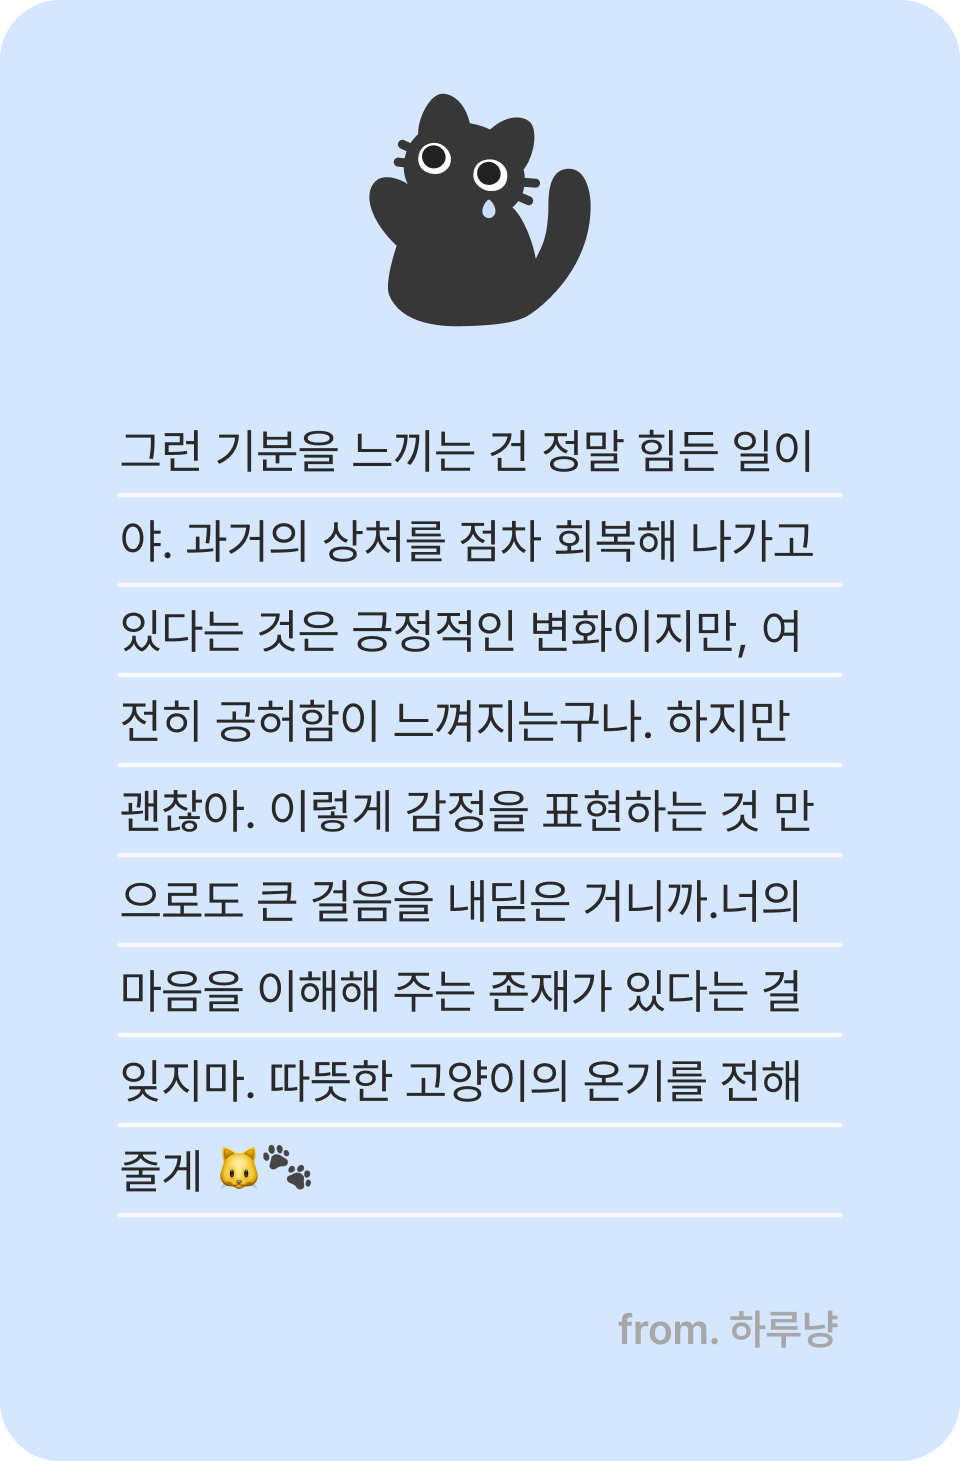 그런 기분을 느끼는 건 정말 힘든 일이
야. 과거의 상처를 점차 회복해 나가고
있다는 것은 긍정적인 변화이지만, 여
전히 공허함이 느껴지는구나. 하지만
괜찮아. 이렇게 감정을 표현하는 것 만
으로도 큰 걸음을 내딛은 거니까.너의
마음을 이해해 주는 존재가 있다는 걸
잊지마. 따뜻한 고양이의 온기를 전해
줄게 🐱🐾
from. 하루냥